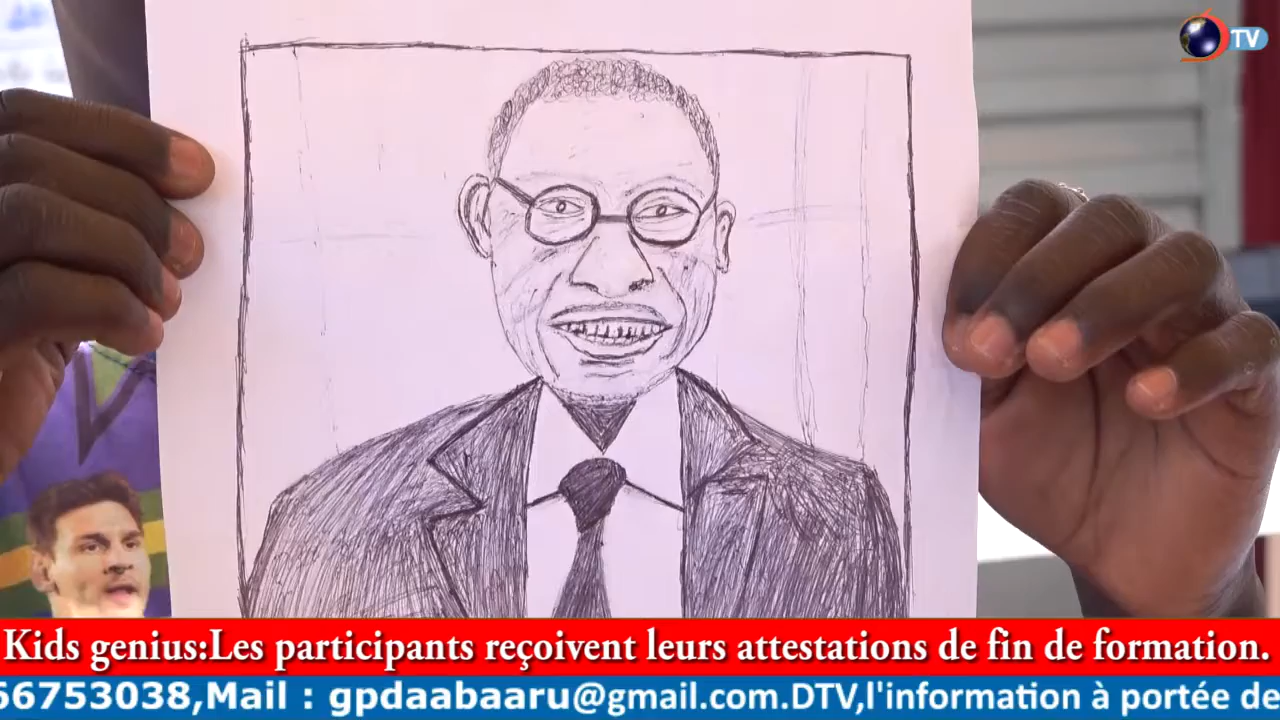 TV
Kids genius:Les participants reçoivent leurs attestations de fin de formation.
66753038,Mail : gpdaabaaru@gmail.com.DTV,l'information à portée de